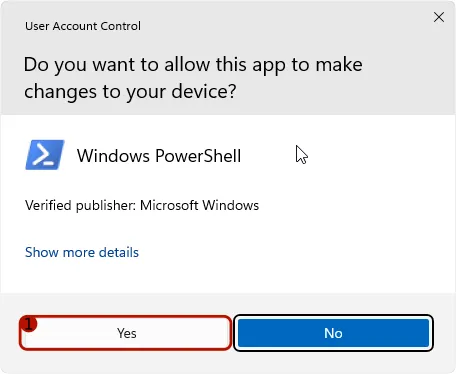 User Account Control
Do you want to allow this app to make
changes to your device?
Windows PowerShell
Verified publisher: Microsoft Windows
Show more details
1
Yes
No